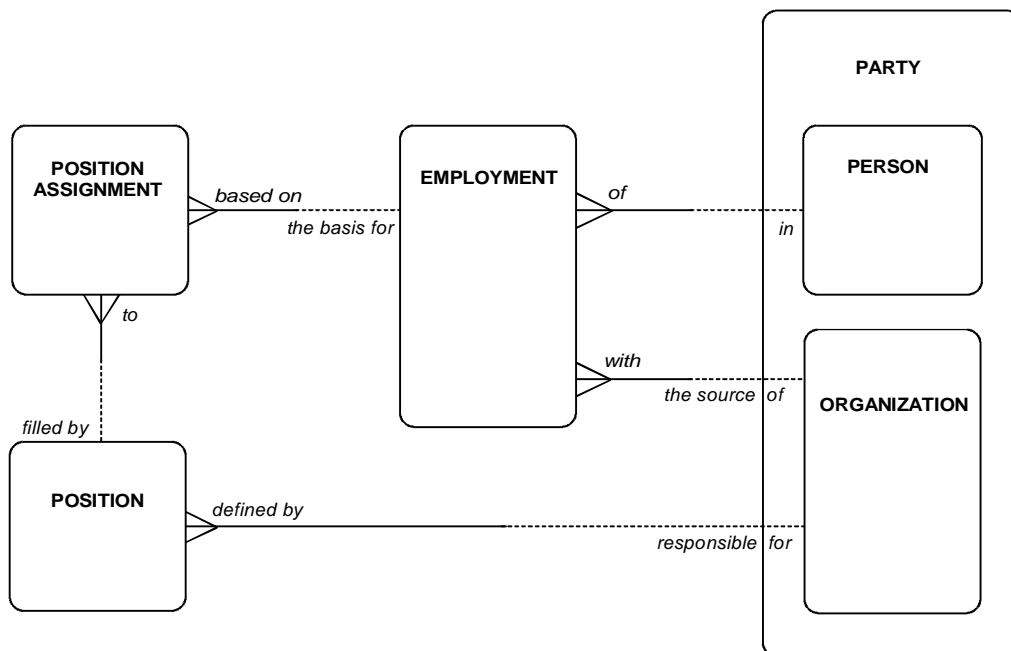 PARTY
POSITION
ASSIGNMENT
EMPLOYMENT
PERSON
based on
of
the basis for
in
to
with
the source of
ORGANIZATION
filled by
POSITION
defined by
responsible for